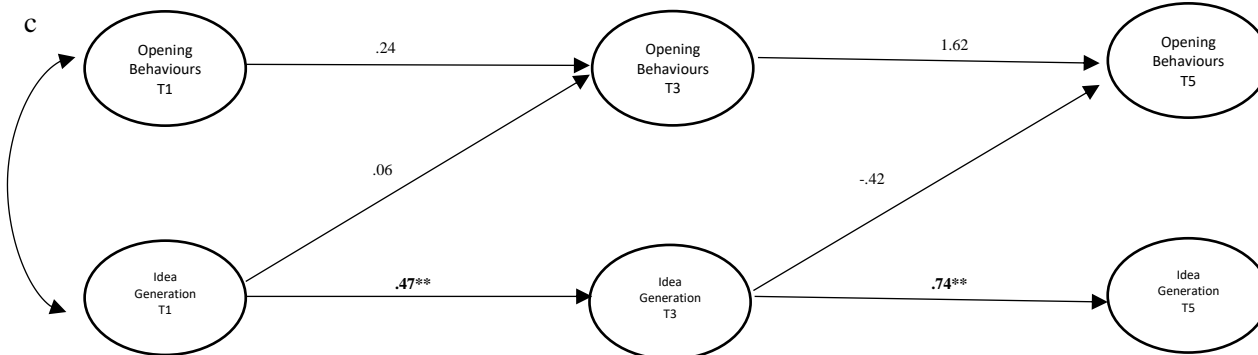 c
Opening
Behaviours
T1
.24
Opening
Behaviours
T3
1.62
Opening
Behaviours
T5
.06
-.42
Idea
Generation
T1
.47**
Idea
Generation
T3
.74**
Idea
Generation
T5